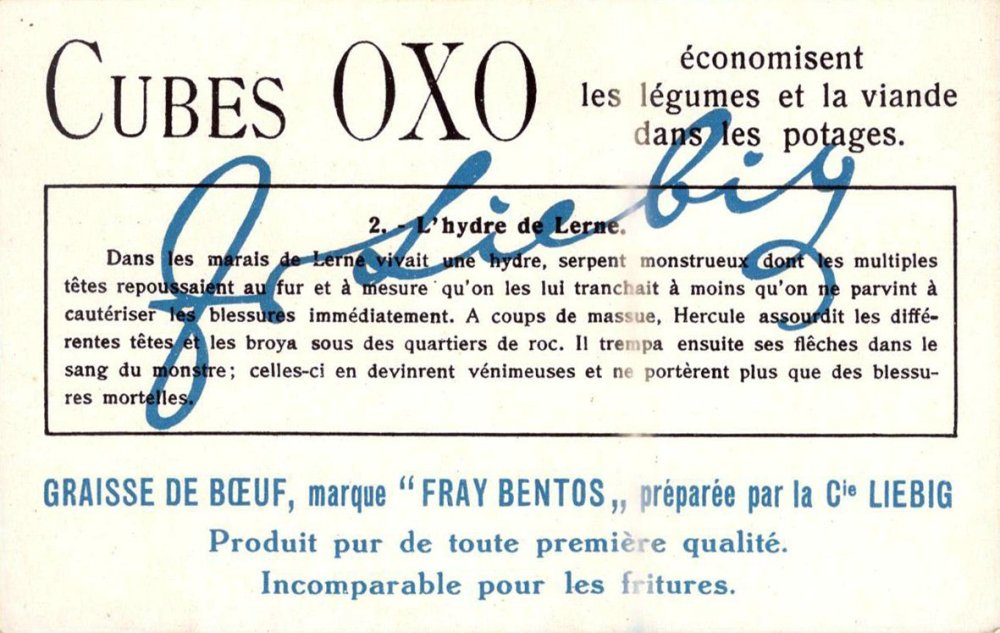 CUBES OXO
économisent
les légumes et la viande
dans les potages.
J. Liebig
2. - L'hydre de Lerne.
Dans les marais de Lerne vivait une hydre, serpent monstrueux dont les multiples
têtes repoussaient au fur et à mesure qu'on les lui tranchait à moins qu'on ne parvint à
cautériser les blessures immédiatement. A coups de massue, Hercule assourdit les diffé-
rentes têtes et les broya sous des quartiers de roc. Il trempa ensuite ses flêches dans le
sang du monstre; celles-ci en devinrent vénimeuses et ne portèrent plus que des blessu-
res mortelles.
GRAISSE DE BŒUF, marque “FRAY BENTOS„ préparée par la Cie LIEBIG
Produit pur de toute première qualité.
Incomparable pour les fritures.